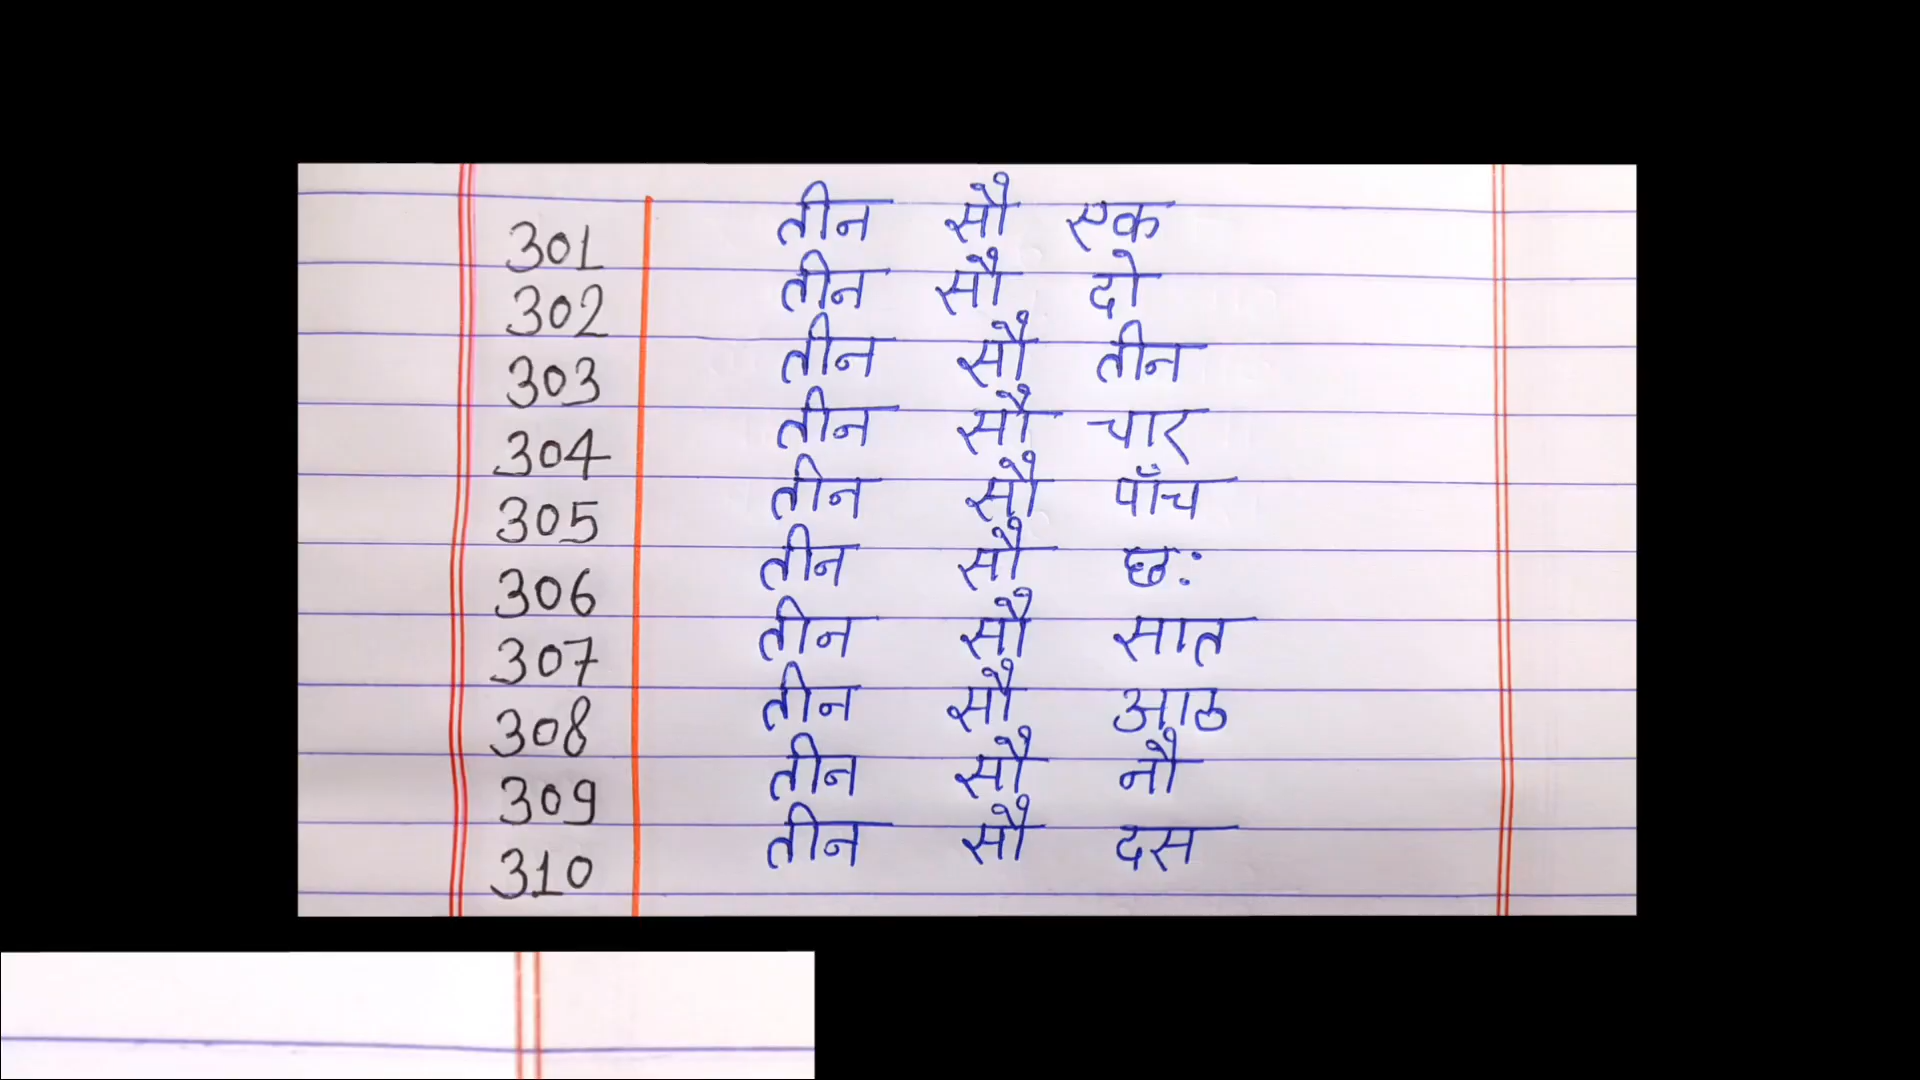 301 तीन सौ एक
302 तीन सौ दो
303 तीन सौ तीन
304 तीन सौ चार
305 तीन सौ पाँच
306 तीन सौ छः
307 तीन सौ सात
308 तीन सौ आठ
309 तीन सौ नौ
310 तीन सौ दस